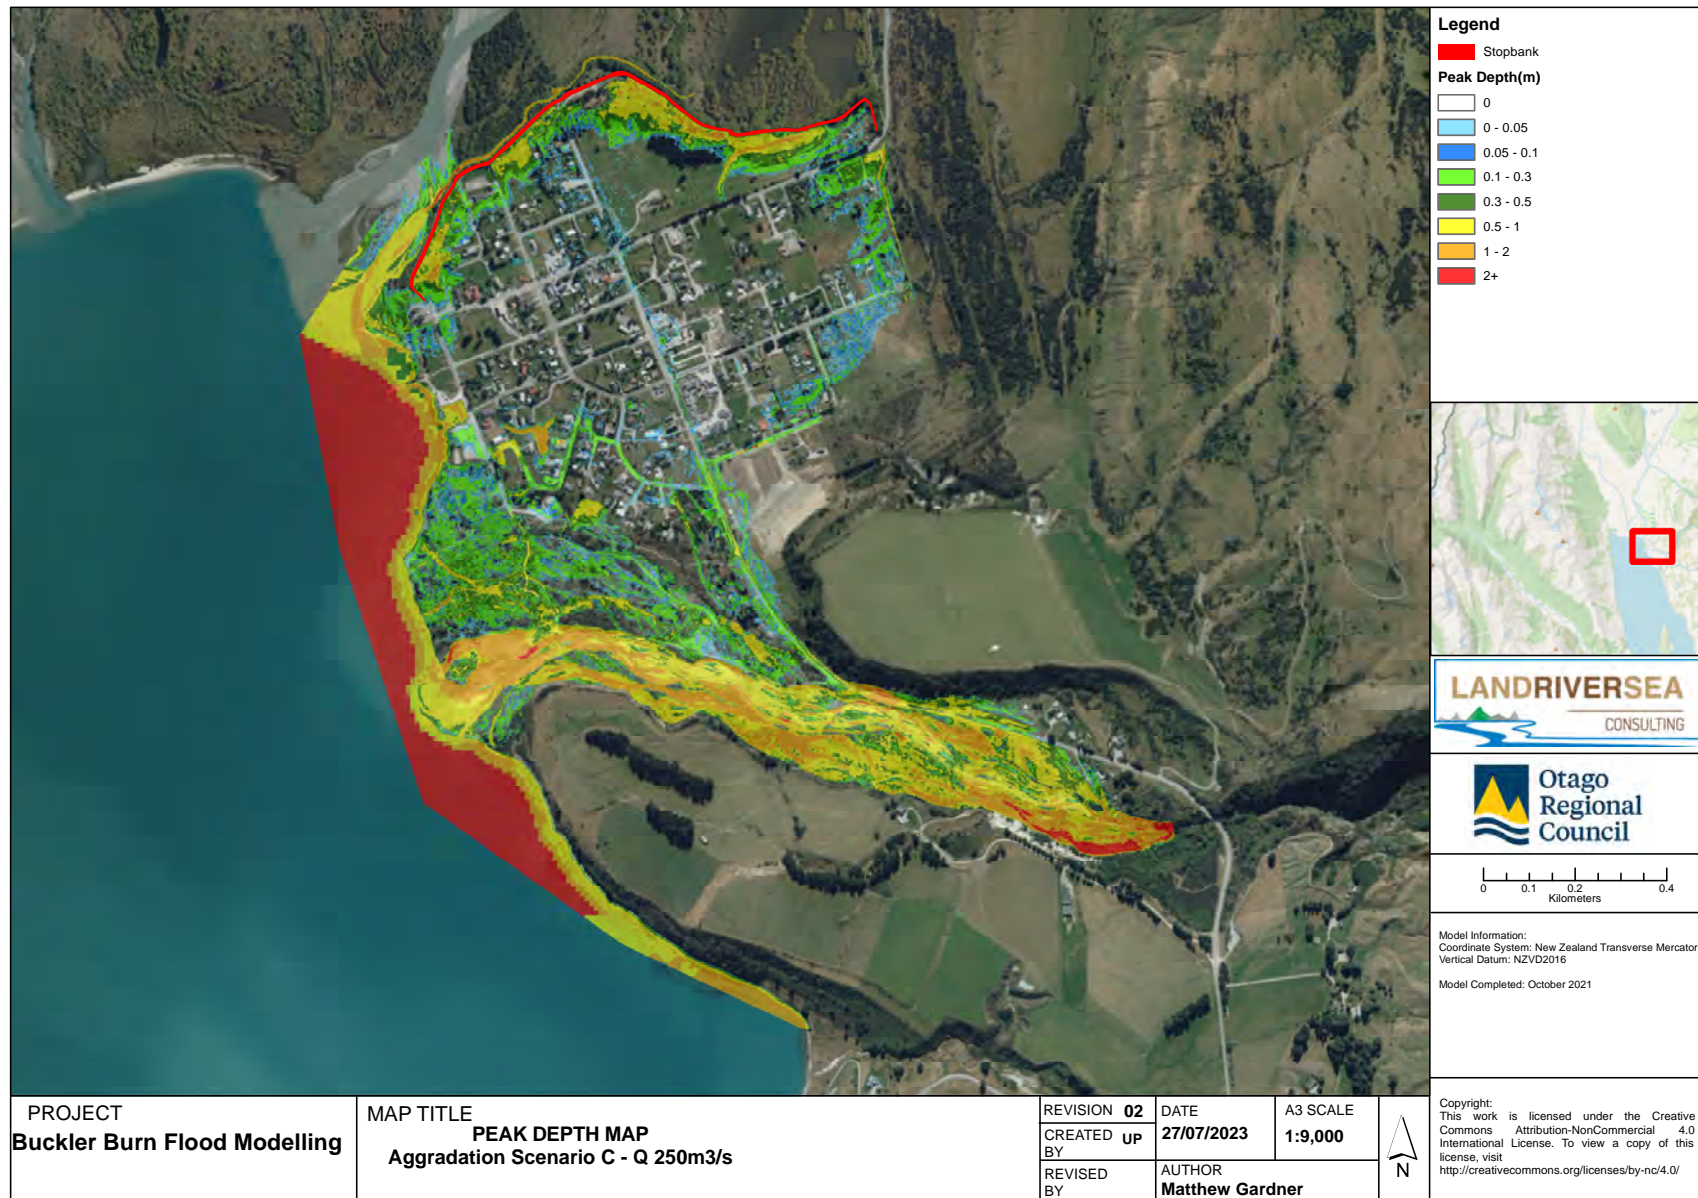 Legend
Stopbank
Peak Depth(m)
0
0 - 0.05
0.05 - 0.1
0.1 - 0.3
0.3 - 0.5
0.5 - 1
1 - 2
2+
LANDRIVERSEA
CONSULTING
Otago
Regional
Council
0 0.1 0.2 0.4
Kilometers
Model Information:
Coordinate System: New Zealand Transverse Mercator
Vertical Datum: NZVD2016
Model Completed: October 2021
Copyright:
This work is licensed under the Creative
Commons Attribution-NonCommercial 4.0
International License. To view a copy of this
license, visit
http://creativecommons.org/licenses/by-nc/4.0/
PROJECT
Buckler Burn Flood Modelling
MAP TITLE
PEAK DEPTH MAP
Aggradation Scenario C - Q 250m3/s
REVISION 02
CREATED BY UP
REVISED BY
DATE
27/07/2023
A3 SCALE
1:9,000
AUTHOR
Matthew Gardner
N